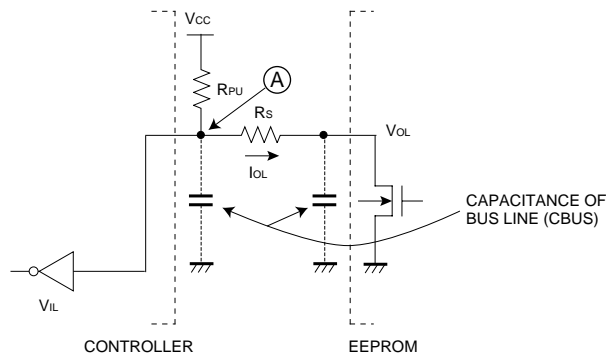 VCC
A
RPU
RS
VOL
IOL
CAPACITANCE OF
BUS LINE (CBUS)
VIL
CONTROLLER
EEPROM